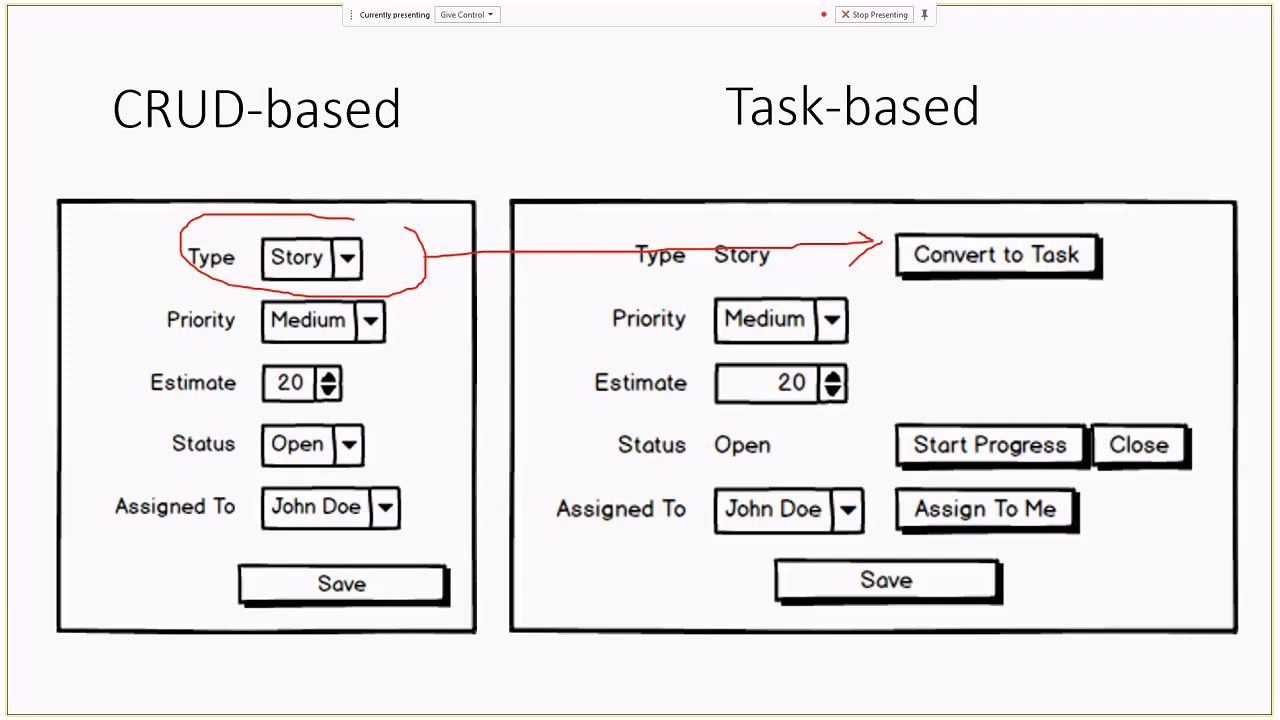 Currently presenting Give Control Stop Presenting
CRUD-based
Task-based
Type Story
Priority Medium
Estimate 20
Status Open
Assigned To John Doe
Save
Type Story Convert to Task
Priority Medium
Estimate 20
Status Open Start Progress Close
Assigned To John Doe Assign To Me
Save